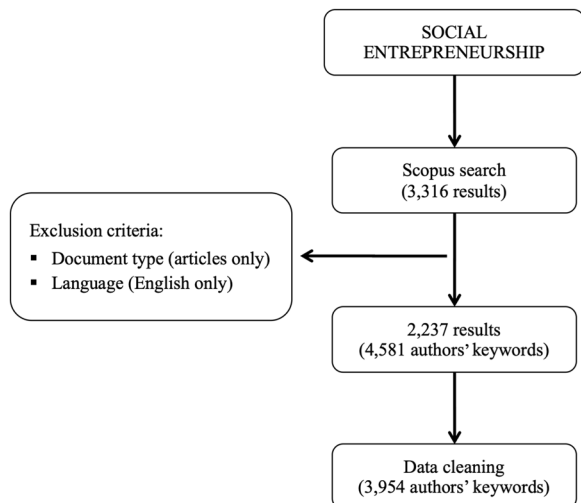 SOCIAL
ENTREPRENEURSHIP
Scopus search
(3,316 results)
Exclusion criteria:
▪ Document type (articles only)
▪ Language (English only)
2,237 results
(4,581 authors’ keywords)
Data cleaning
(3,954 authors’ keywords)